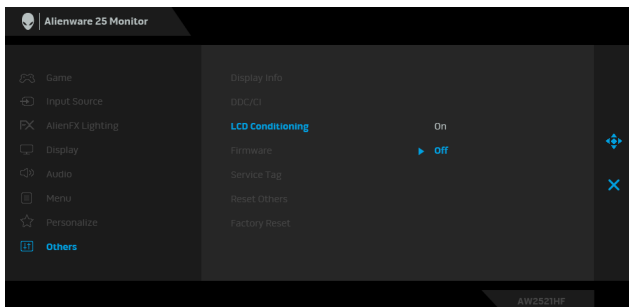 Alienware 25 Monitor
Game
Input Source
AlienFX Lighting
Display
Audio
Menu
Personalize
Others
Display Info
DDC/CI
LCD Conditioning
On
Firmware
Off
Service Tag
Reset Others
Factory Reset
AW2521HF